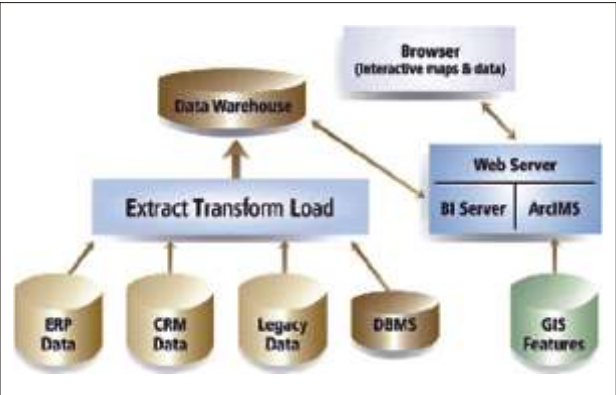 Browser
(Interactive maps & data)
Data Warehouse
Web Server
BI Server
ArcIMS
Extract Transform Load
ERP
Data
CRM
Data
Legacy
Data
DBMS
GIS
Features